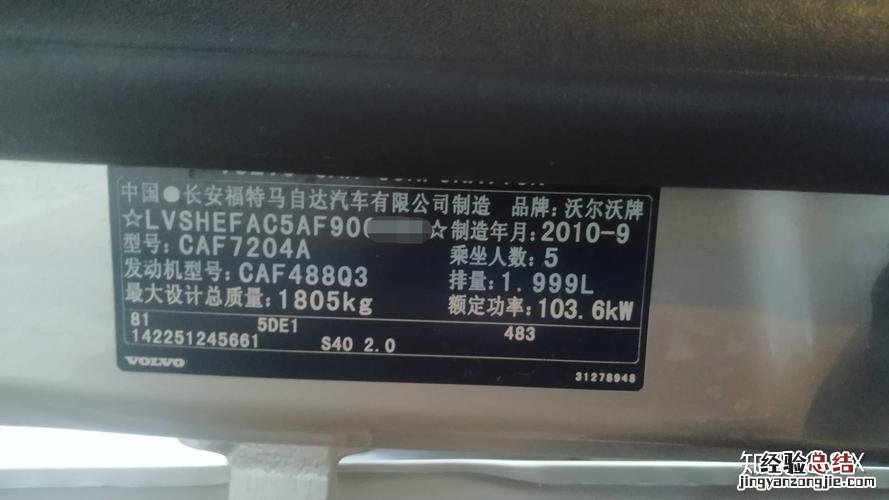 中国●长安福特马自达汽车有限公司制造 品牌:沃尔沃牌
☆LVSHEFAC5AF90 ☆制造年月:2010-9
型号:CAF7204A 乘坐人数:5
发动机型号:CAF488Q3 排量:1.999L
最大设计总质量:1805kg 额定功率:103.6kW
81 5DE1 483
142251245661 S40 2.0
VOLVO
31278948
经验总结
jingyanzongjie.com